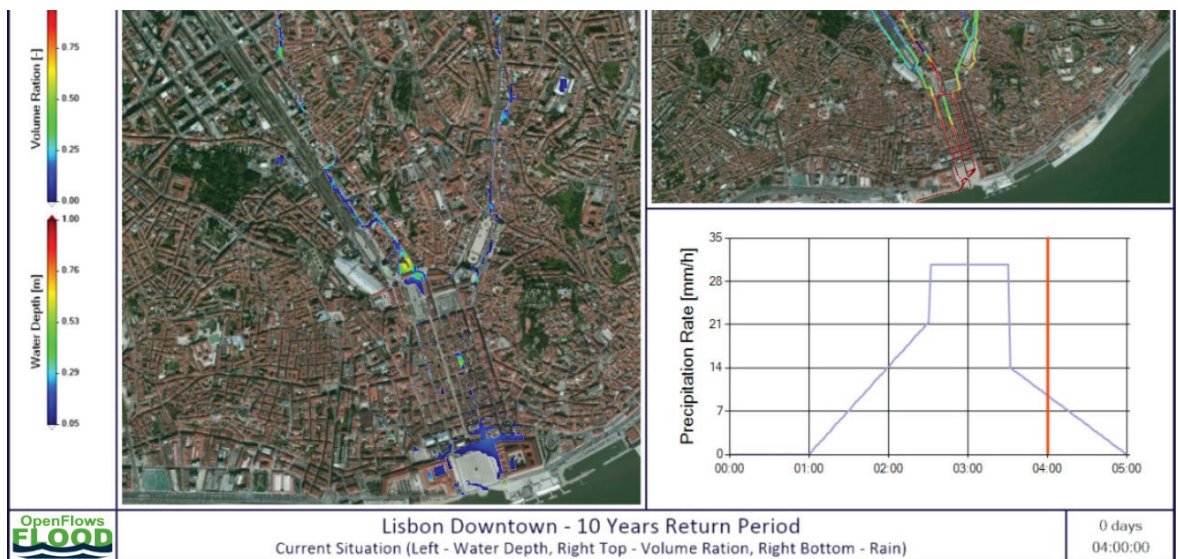 Volume Ration [-]
0.75
0.50
0.25
0.00
Water Depth [m]
1.00
0.76
0.53
0.29
0.05
Precipitation Rate [mm/h]
35
28
21
14
7
0
00:00 01:00 02:00 03:00 04:00 05:00
OpenFlows
FLOOD
Lisbon Downtown - 10 Years Return Period
Current Situation (Left - Water Depth, Right Top - Volume Ration, Right Bottom - Rain)
0 days
04:00:00